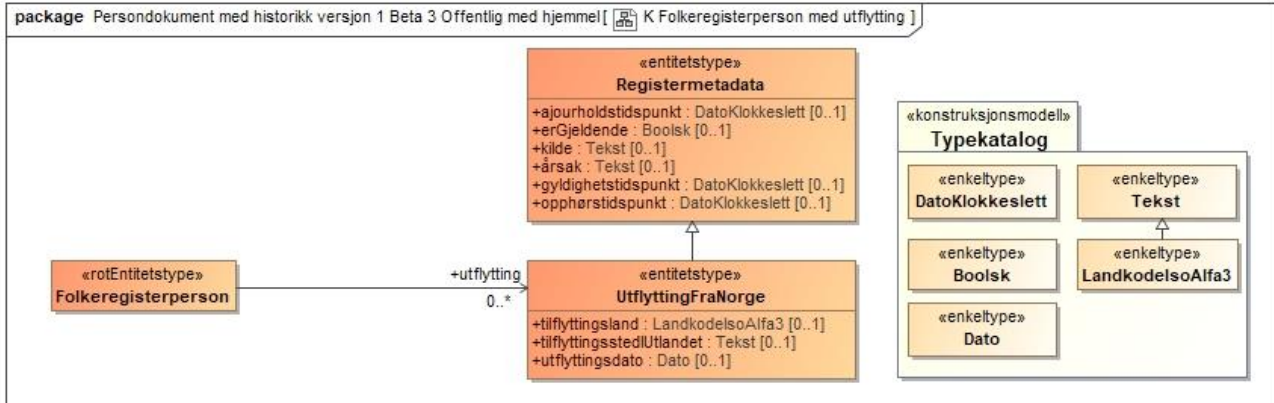 package Persondokument med historikk versjon 1 Beta 3 Offentlig med hjemmel[ K Folkeregisterperson med utflytting ]
«entitetstype»
Registermetadata
+ajourholdstidspunkt : DatoKlokkeslett [0..1]
+erGjeldende : Boolsk [0..1]
+kilde : Tekst [0..1]
+årsak : Tekst [0..1]
+gyldighetstidspunkt : DatoKlokkeslett [0..1]
+opphørstidspunkt : DatoKlokkeslett [0..1]
«rotEntitetstype»
Folkeregisterperson
+utflytting
0..*
«entitetstype»
UtflyttingFraNorge
+tilflyttingsland : LandkodeIsoAlfa3 [0..1]
+tilflyttingsstedIUtlandet : Tekst [0..1]
+utflyttingsdato : Dato [0..1]
«konstruksjonsmodell»
Typekatalog
«enkeltype»
DatoKlokkeslett
«enkeltype»
Tekst
«enkeltype»
Boolsk
«enkeltype»
LandkodeIsoAlfa3
«enkeltype»
Dato